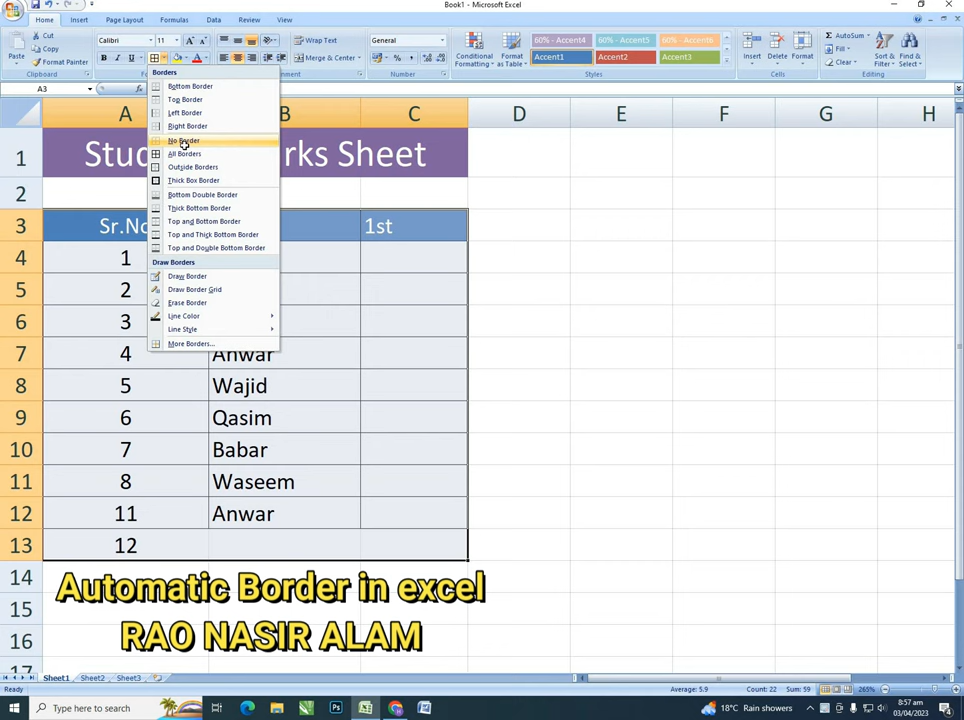 Book1 - Microsoft Excel
Home Insert Page Layout Formulas Data Review View
Cut
Copy
Format Painter
Paste
Clipboard
Calibri 11
B I U
Wrap Text
Merge & Center
General
% ,
Number
Conditional Formatting
Format as Table
60% - Accent4 60% - Accent5 60% - Accent6
Accent1 Accent2 Accent3
Styles
Insert Delete Format
Cells
Σ AutoSum
Fill
Clear
Sort & Filter
Find & Select
Editing
A3
Borders
Bottom Border
Top Border
Left Border
Right Border
No Border
All Borders
Outside Borders
Thick Box Border
Bottom Double Border
Thick Bottom Border
Top and Bottom Border
Top and Thick Bottom Border
Top and Double Bottom Border
Draw Borders
Draw Border
Draw Border Grid
Erase Border
Line Color
Line Style
More Borders...
A B C D E F G H
1
2
3 Sr.No 1st
4 1
5 2
6 3
7 4 Anwar
8 5 Wajid
9 6 Qasim
10 7 Babar
11 8 Waseem
12 11 Anwar
13 12
14
15
16
17
Automatic Border in excel
RAO NASIR ALAM
Sheet1 Sheet2 Sheet3
Ready
Average: 5.9 Count: 22 Sum: 59
265%
Type here to search
18°C Rain showers
8:57 am
03/04/2023